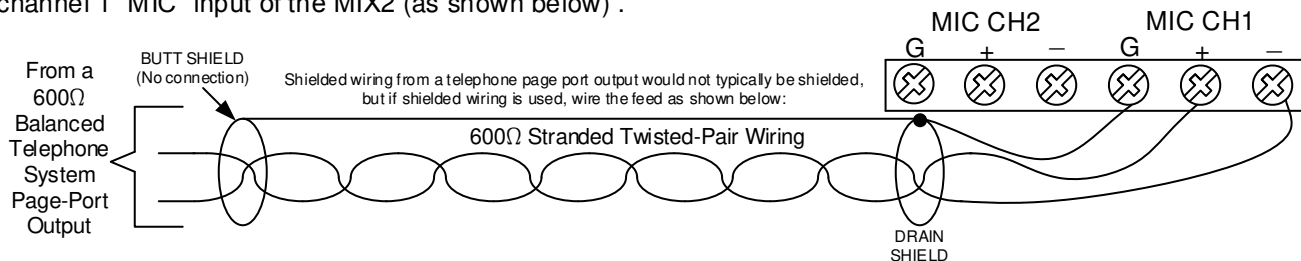 channel 1 "MIC" input of the MIX2 (as shown below) .
MIC CH2
MIC CH1
G + − G + −
BUTT SHIELD
(No connection)
From a
600Ω
Balanced
Telephone
System
Page-Port
Output
Shielded wiring from a telephone page port output would not typically be shielded,
but if shielded wiring is used, wire the feed as shown below:
600Ω Stranded Twisted-Pair Wiring
DRAIN
SHIELD